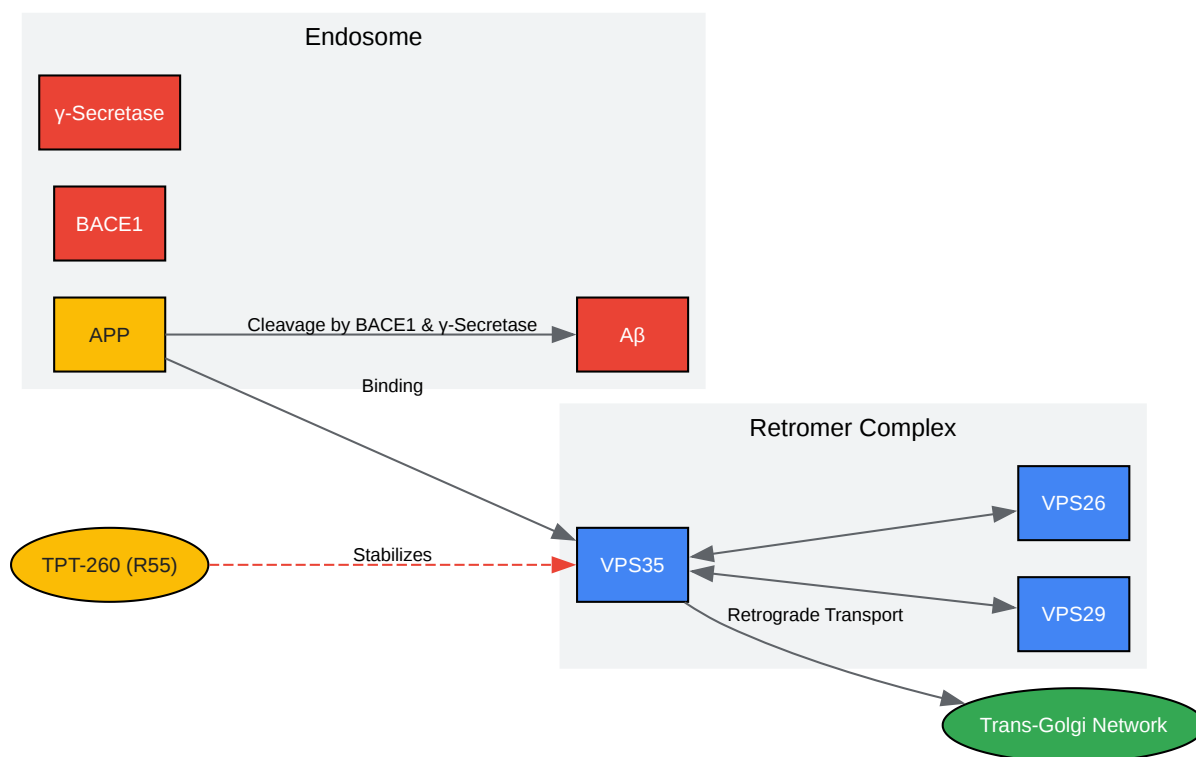 Endosome
γ-Secretase
BACE1
APP
Cleavage by BACE1 & γ-Secretase
Aβ
Binding
Retromer Complex
VPS26
TPT-260 (R55)
Stabilizes
VPS35
VPS29
Retrograde Transport
Trans-Golgi Network